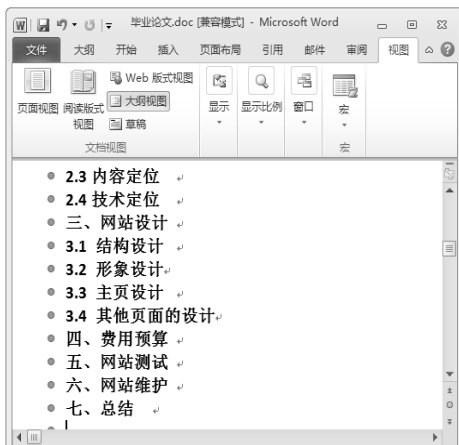 毕业论文.doc [兼容模式] - Microsoft Word
文件 大纲 开始 插入 页面布局 引用 邮件 审阅 视图
页面视图 阅读版式视图 Web 版式视图 大纲视图 草稿 显示 显示比例 窗口 宏
文档视图 宏
2.3 内容定位
2.4 技术定位
三、网站设计
3.1 结构设计
3.2 形象设计
3.3 主页设计
3.4 其他页面的设计
四、费用预算
五、网站测试
六、网站维护
七、总结